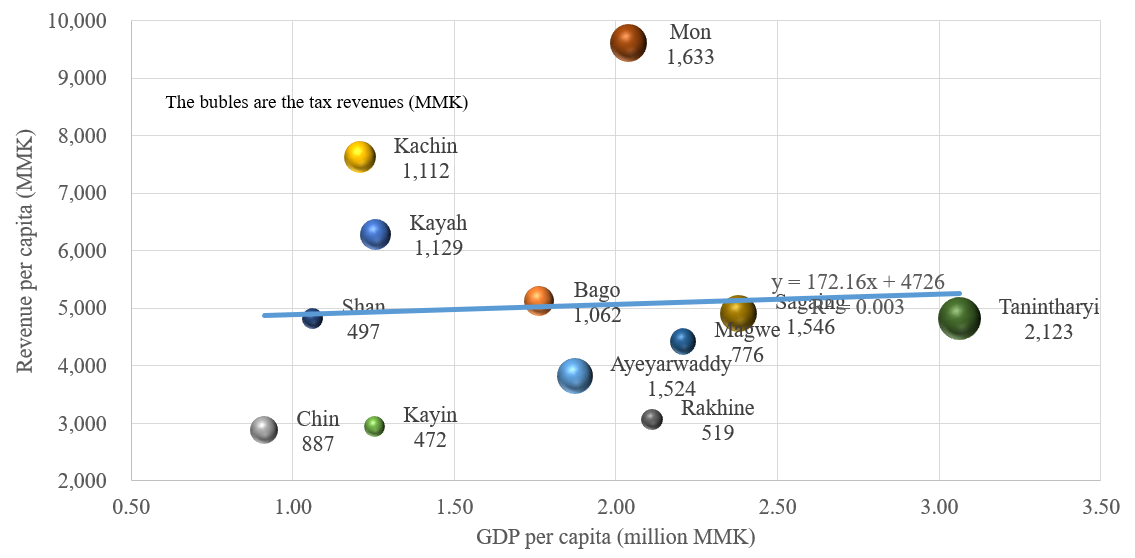 10,000
9,000
8,000
7,000
6,000
5,000
4,000
3,000
2,000
Revenue per capita (MMK)
The bubles are the tax revenues (MMK)
Mon
1,633
Kachin
1,112
Kayah
1,129
Bago
1,062
y = 172.16x + 4726
R² = 0.003
Shan
497
Sagaing
1,546
Tanintharyi
2,123
Magwe
776
Ayeyarwaddy
1,524
Rakhine
519
Chin
887
Kayin
472
0.50 1.00 1.50 2.00 2.50 3.00 3.50
GDP per capita (million MMK)